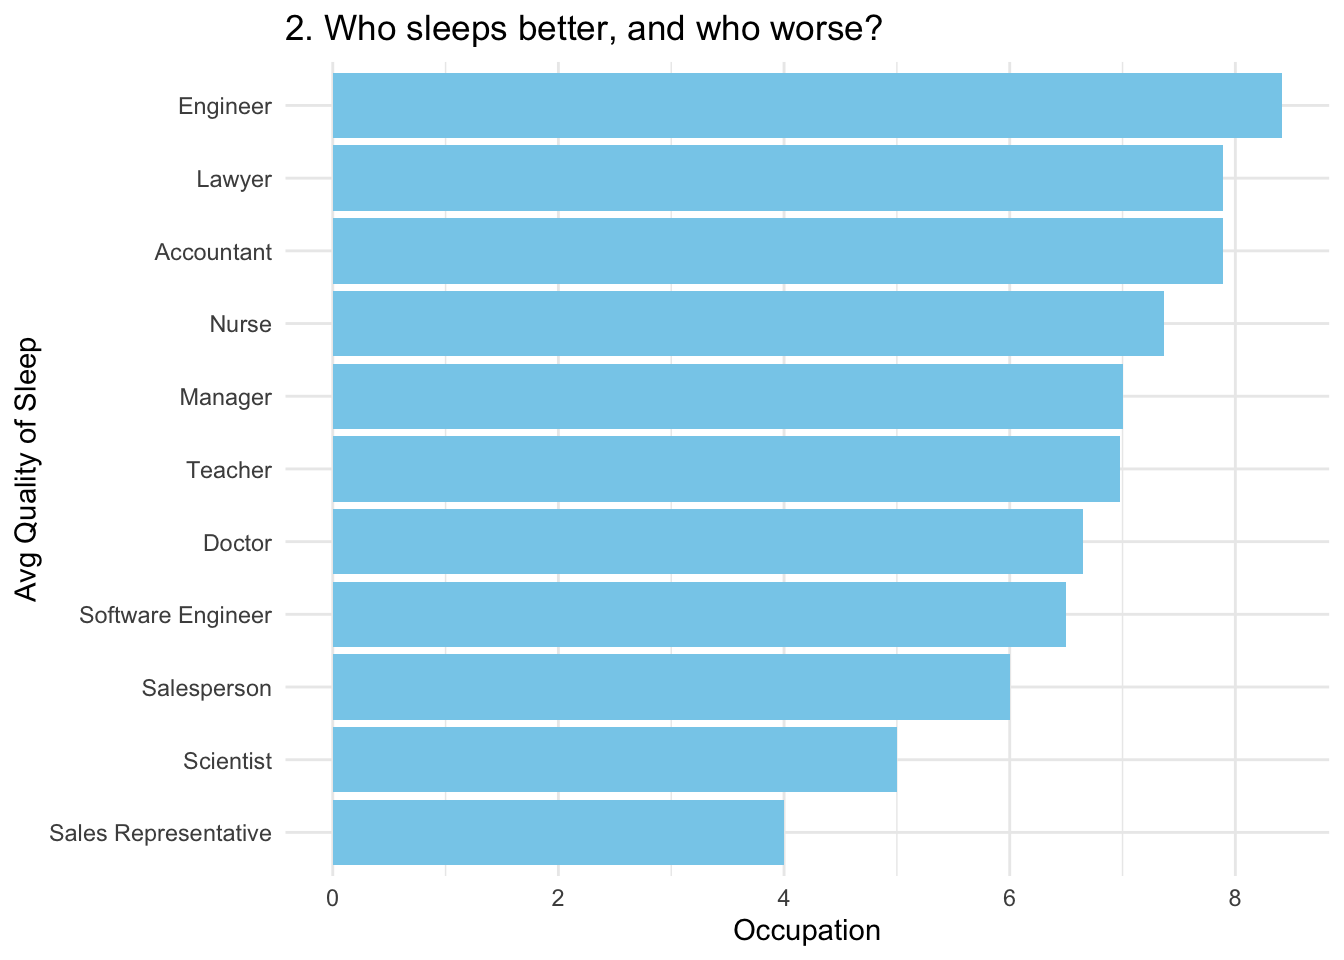 2. Who sleeps better, and who worse?
Engineer
Lawyer
Accountant
Nurse
Manager
Teacher
Doctor
Software Engineer
Salesperson
Scientist
Sales Representative
Avg Quality of Sleep
0 2 4 6 8
Occupation